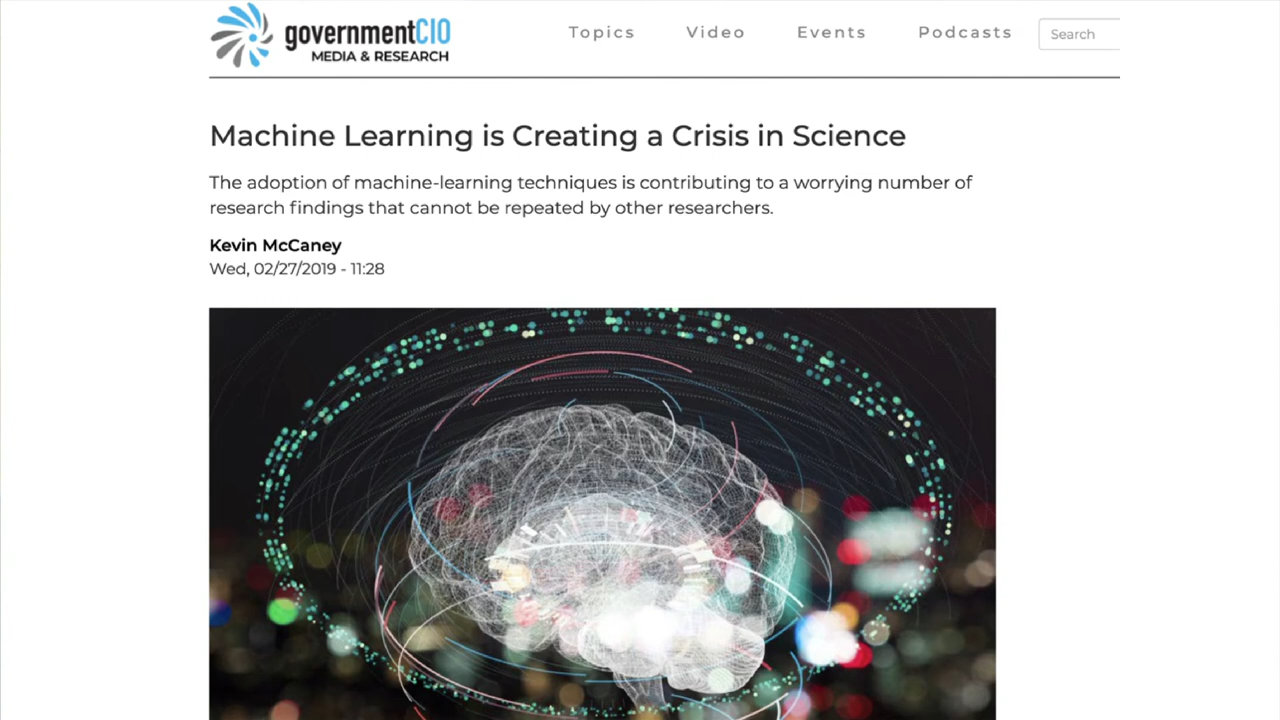 governmentCIO
MEDIA & RESEARCH
Topics Video Events Podcasts Search
Machine Learning is Creating a Crisis in Science
The adoption of machine-learning techniques is contributing to a worrying number of
research findings that cannot be repeated by other researchers.
Kevin McCaney
Wed, 02/27/2019 - 11:28